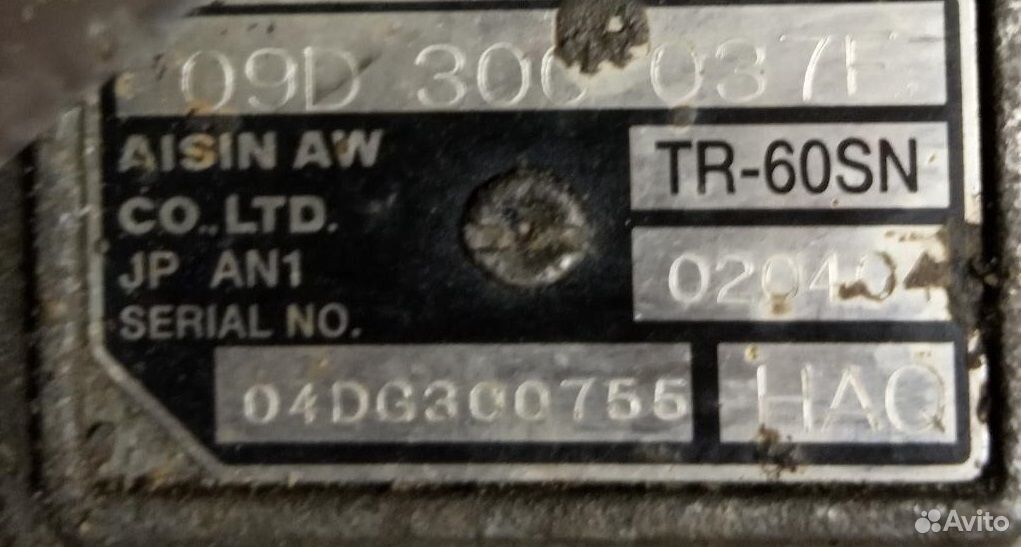 09D 300 037F
AISIN AW
CO.,LTD.
JP AN1
SERIAL NO.
TR-60SN
020404
04DG300755
HAQ
Avito